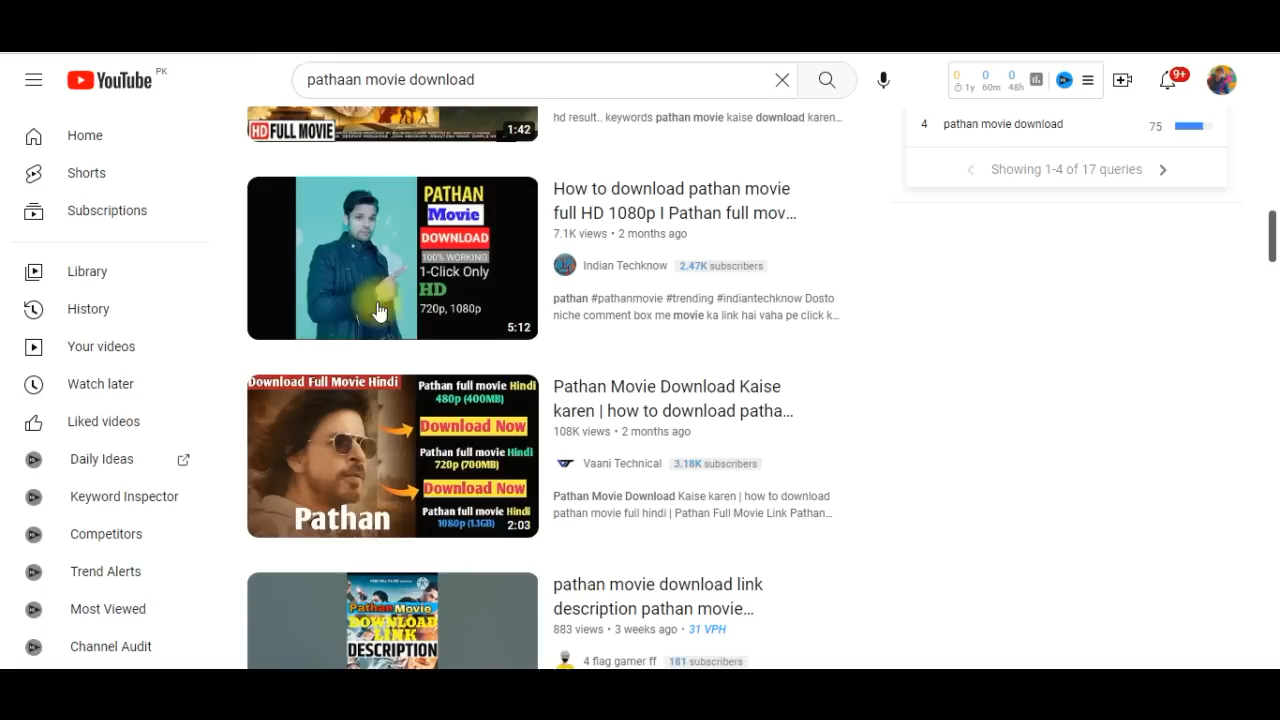 YouTube PK
pathaan movie download
0 0 0
1y 60m 48h
9+
Home
Shorts
Subscriptions
Library
History
Your videos
Watch later
Liked videos
Daily Ideas
Keyword Inspector
Competitors
Trend Alerts
Most Viewed
Channel Audit
HD FULL MOVIE
1:42
hd result.. keywords pathan movie kaise download karen...
4 pathan movie download 75
Showing 1-4 of 17 queries
PATHAN
Movie
DOWNLOAD
100% WORKING
1-Click Only
HD
720p, 1080p
5:12
How to download pathan movie
full HD 1080p I Pathan full mov...
7.1K views • 2 months ago
Indian Techknow 2.47K subscribers
pathan #pathanmovie #trending #indiantechknow Dosto
niche comment box me movie ka link hai vaha pe click k...
Download Full Movie Hindi
Pathan full movie Hindi
480p (400MB)
Download Now
Pathan full movie Hindi
720p (700MB)
Download Now
Pathan full movie Hindi
1080p (1.1GB)
Pathan
2:03
Pathan Movie Download Kaise
karen | how to download patha...
108K views • 2 months ago
Vaani Technical 3.18K subscribers
Pathan Movie Download Kaise karen | how to download
pathan movie full hindi | Pathan Full Movie Link Pathan...
Pathan Movie
DOWNLOAD
LINK
DESCRIPTION
pathan movie download link
description pathan movie...
883 views • 3 weeks ago • 31 VPH
4 flag gamer ff 181 subscribers